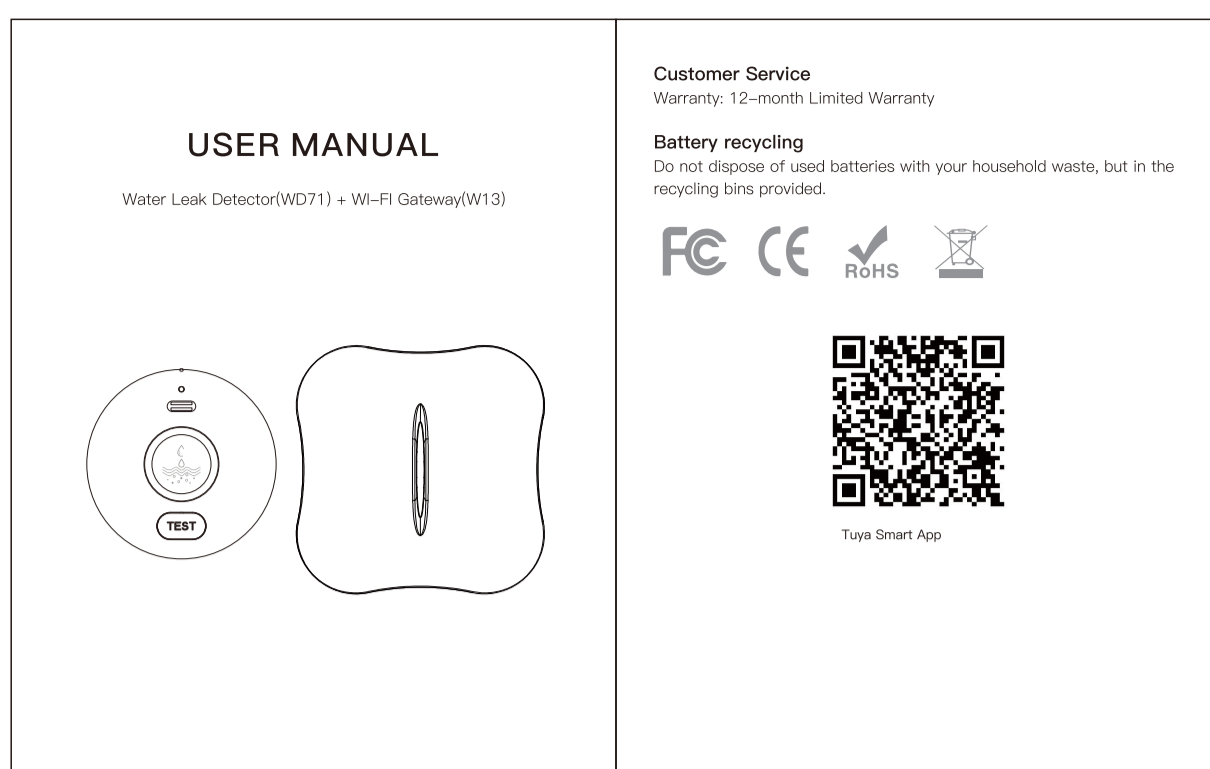 USER MANUAL
Water Leak Detector(WD71) + WI-FI Gateway(W13)
TEST
Customer Service
Warranty: 12-month Limited Warranty
Battery recycling
Do not dispose of used batteries with your household waste, but in the
recycling bins provided.
FC CE RoHS
Tuya Smart App